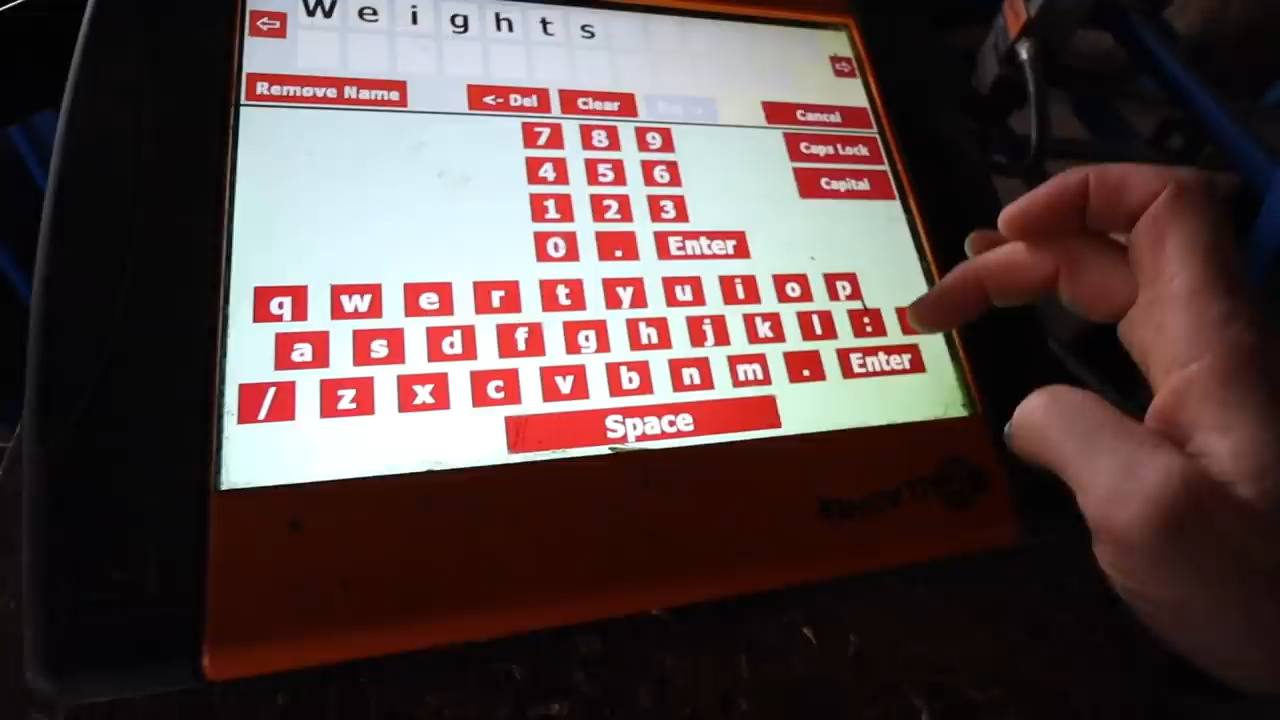 Weights
Remove Name
<- Del
Clear
Cancel
7 8 9
Caps Lock
4 5 6
Capital
1 2 3
0 . Enter
q w e r t y u i o p
a s d f g h j k l :
/ z x c v b n m . Enter
Space